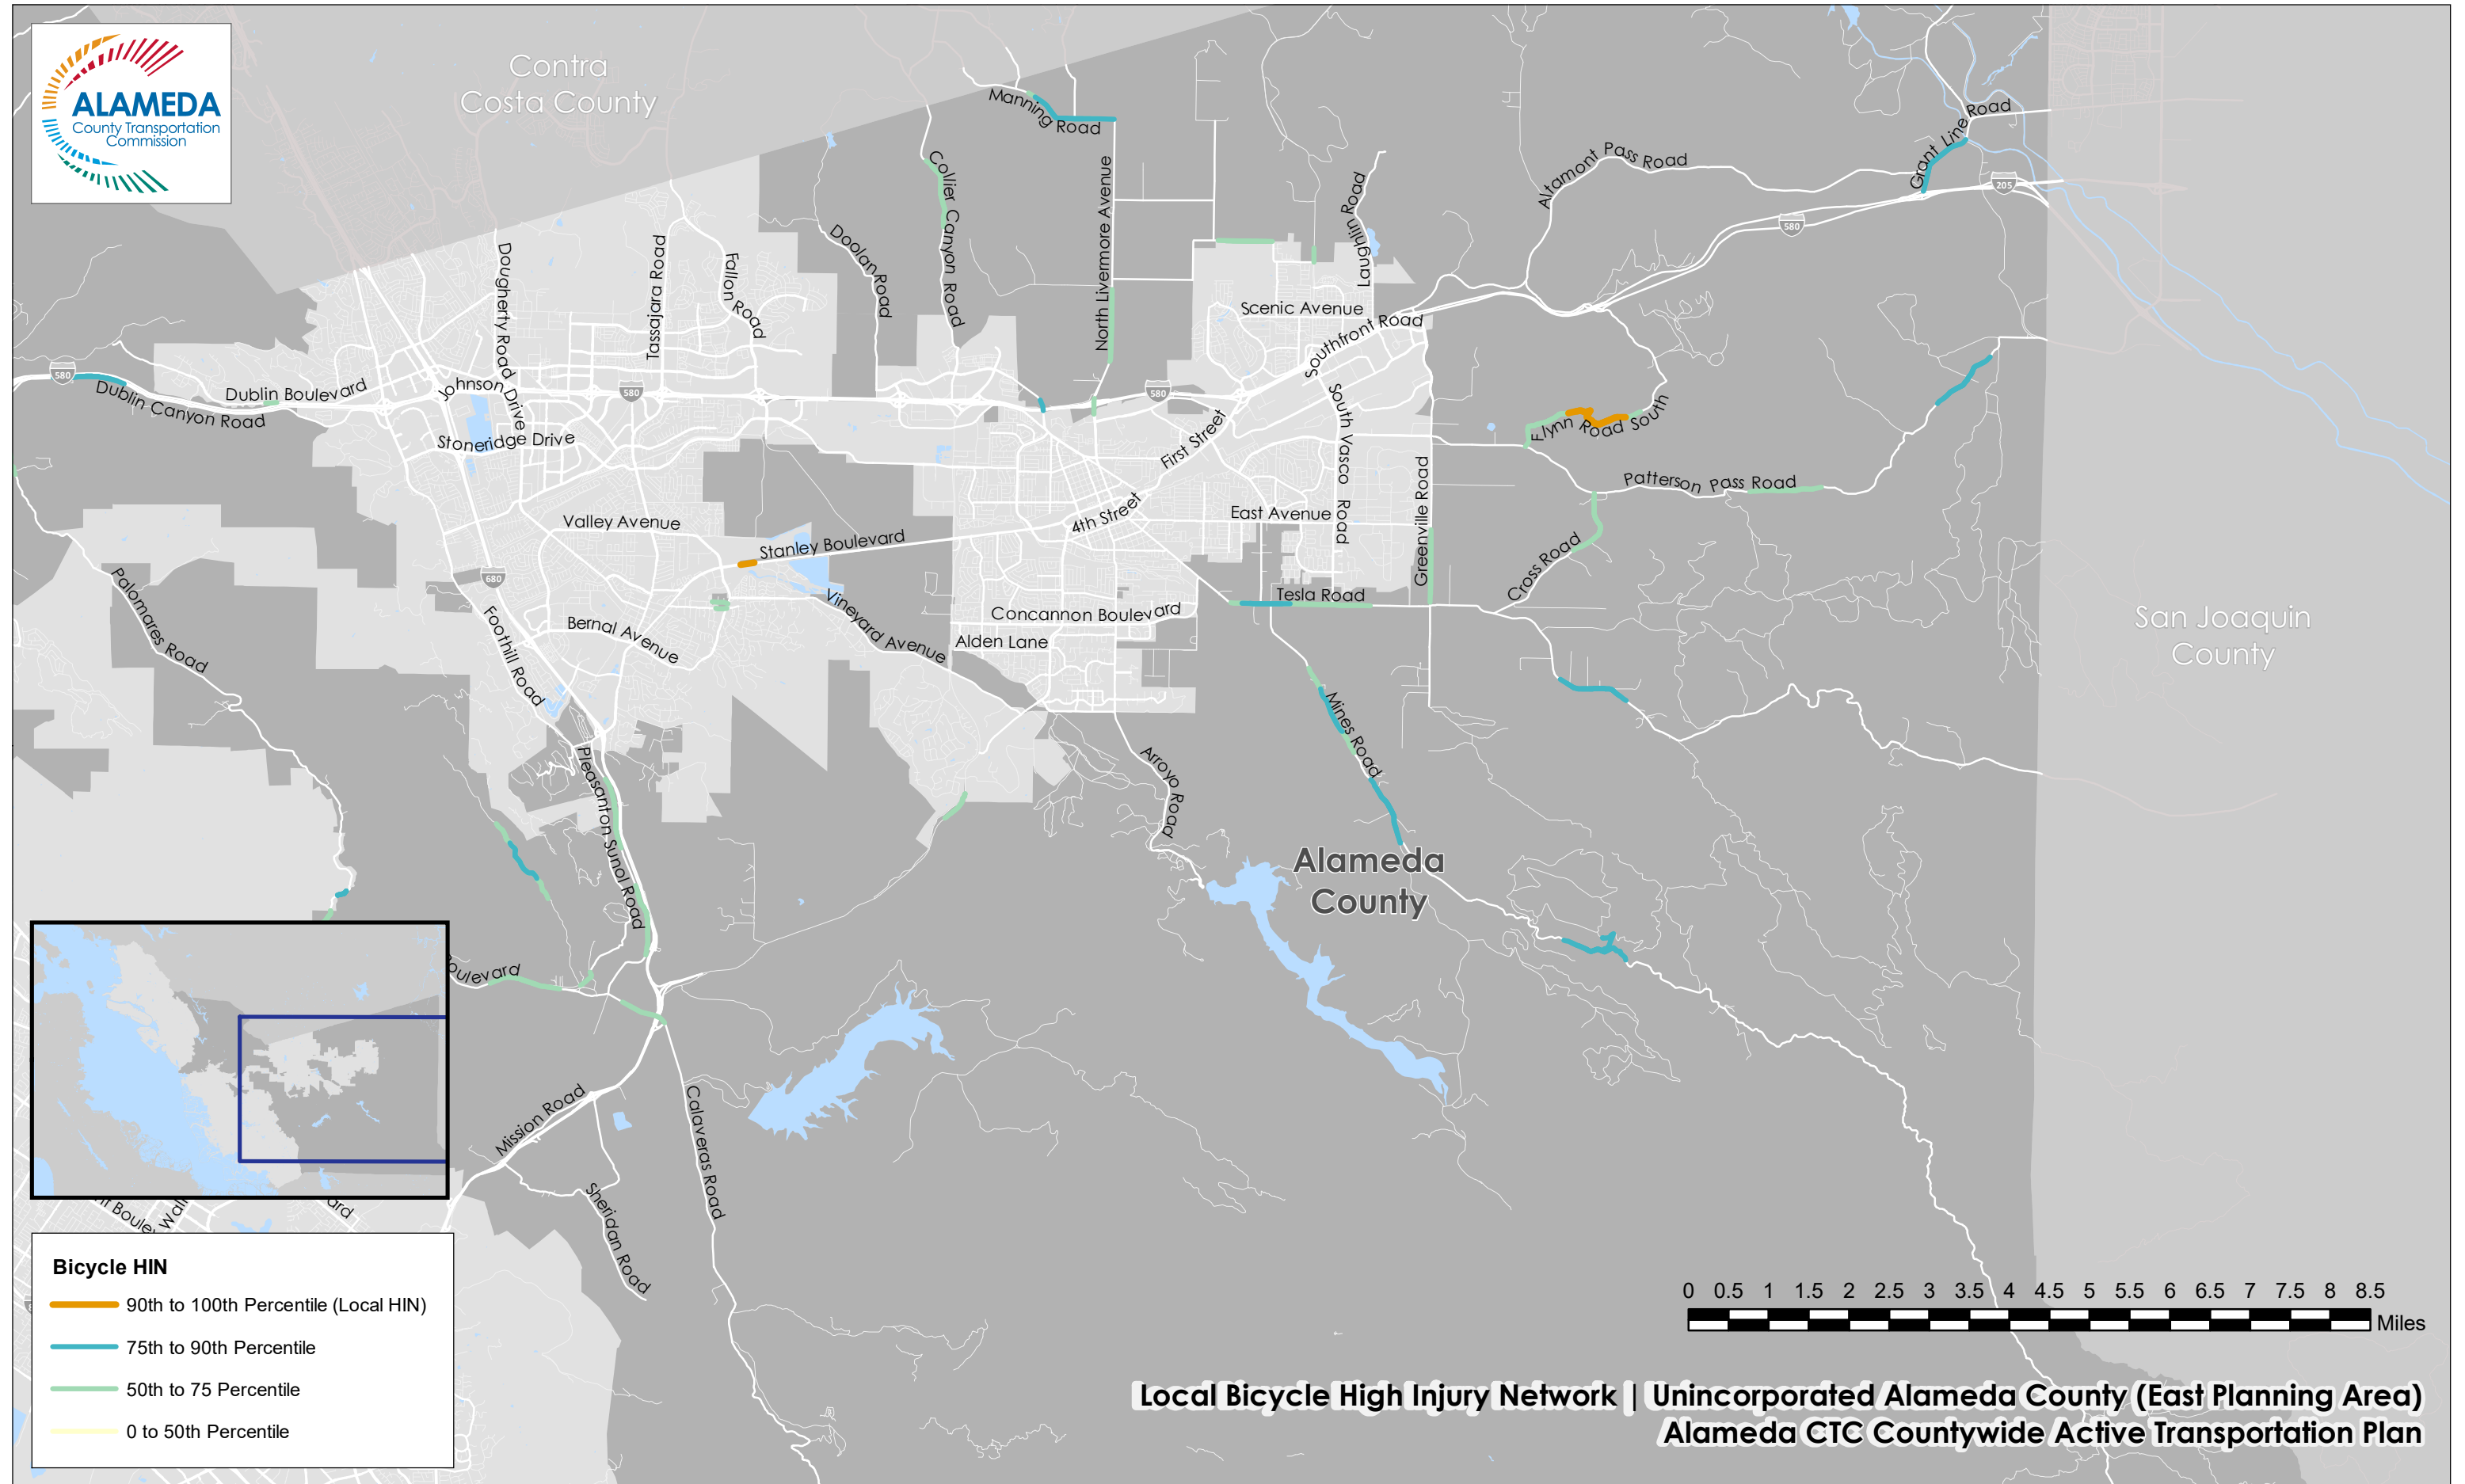 ALAMEDA
County Transportation
Commission
Contra
Costa County
Manning Road
Grant Line Road
Altamont Pass Road
205
580
Collier Canyon Road
North Livermore Avenue
Laughlin Road
Doolan Road
Dougherty Road
Tassajara Road
Fallon Road
Scenic Avenue
Southfront Road
580
Dublin Boulevard
Dublin Canyon Road
Johnson Drive
580
580
Stoneridge Drive
First Street
South Vasco Road
Flynn Road South
Greenville Road
Patterson Pass Road
Valley Avenue
Stanley Boulevard
4th Street
East Avenue
680
Palomares Road
Foothill Road
Bernal Avenue
Vineyard Avenue
Concannon Boulevard
Alden Lane
Tesla Road
Cross Road
San Joaquin
County
Mines Road
Pleasanton Sunol Road
Arroyo Road
Alameda
County
oulevard
Mission Road
Calaveras Road
Sheridan Road
Boule
Wal
ard
Bicycle HIN
90th to 100th Percentile (Local HIN)
75th to 90th Percentile
50th to 75 Percentile
0 to 50th Percentile
0 0.5 1 1.5 2 2.5 3 3.5 4 4.5 5 5.5 6 6.5 7 7.5 8 8.5
Miles
Local Bicycle High Injury Network | Unincorporated Alameda County (East Planning Area)
Alameda CTC Countywide Active Transportation Plan